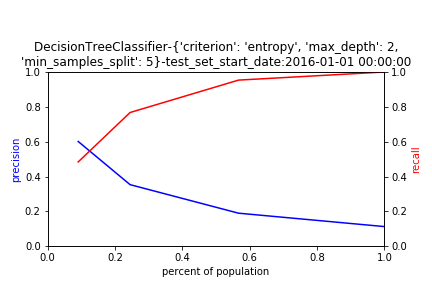 DecisionTreeClassifier-{'criterion': 'entropy', 'max_depth': 2,
'min_samples_split': 5}-test_set_start_date:2016-01-01 00:00:00
1.0
0.8
0.6
0.4
0.2
0.0
precision
1.0
0.8
0.6
0.4
0.2
0.0
recall
0.0 0.2 0.4 0.6 0.8 1.0
percent of population